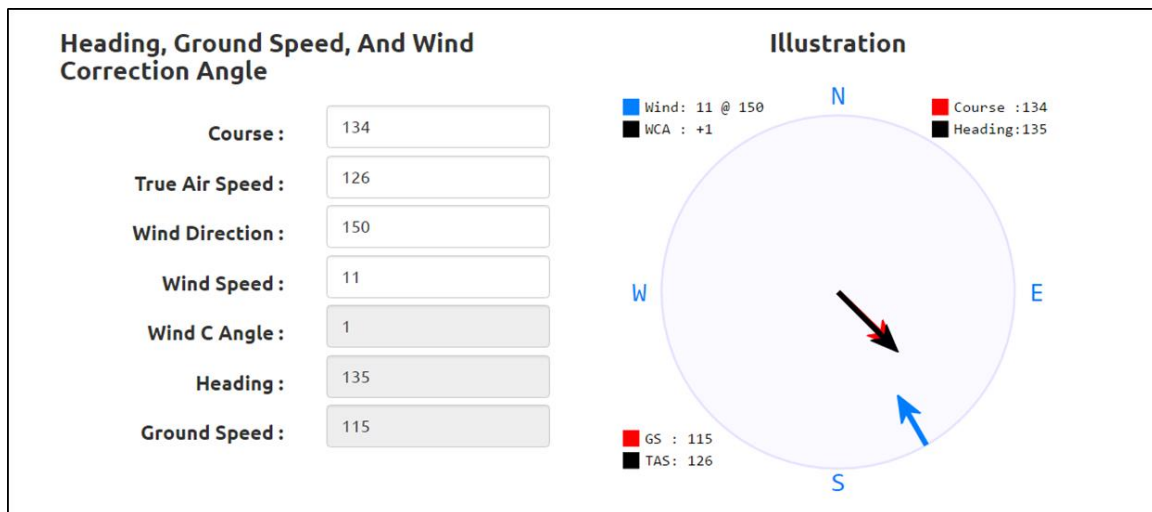 Heading, Ground Speed, And Wind
Correction Angle
Course : 134
True Air Speed : 126
Wind Direction : 150
Wind Speed : 11
Wind C Angle : 1
Heading : 135
Ground Speed : 115
Illustration
Wind: 11 @ 150
WCA : +1
N
Course :134
Heading:135
W
E
GS : 115
TAS: 126
S